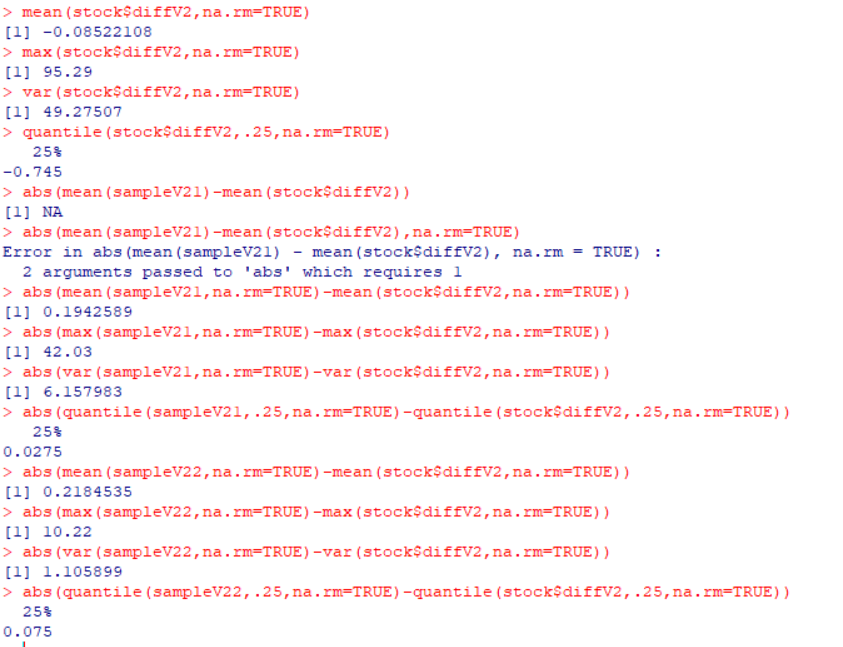 > mean(stock$diffV2,na.rm=TRUE)
[1] -0.08522108
> max(stock$diffV2,na.rm=TRUE)
[1] 95.29
> var(stock$diffV2,na.rm=TRUE)
[1] 49.27507
> quantile(stock$diffV2,.25,na.rm=TRUE)
25%
-0.745
> abs(mean(sampleV21)-mean(stock$diffV2))
[1] NA
> abs(mean(sampleV21)-mean(stock$diffV2),na.rm=TRUE)
Error in abs(mean(sampleV21) - mean(stock$diffV2), na.rm = TRUE) :
2 arguments passed to 'abs' which requires 1
> abs(mean(sampleV21,na.rm=TRUE)-mean(stock$diffV2,na.rm=TRUE))
[1] 0.1942589
> abs(max(sampleV21,na.rm=TRUE)-max(stock$diffV2,na.rm=TRUE))
[1] 42.03
> abs(var(sampleV21,na.rm=TRUE)-var(stock$diffV2,na.rm=TRUE))
[1] 6.157983
> abs(quantile(sampleV21,.25,na.rm=TRUE)-quantile(stock$diffV2,.25,na.rm=TRUE))
25%
0.0275
> abs(mean(sampleV22,na.rm=TRUE)-mean(stock$diffV2,na.rm=TRUE))
[1] 0.2184535
> abs(max(sampleV22,na.rm=TRUE)-max(stock$diffV2,na.rm=TRUE))
[1] 10.22
> abs(var(sampleV22,na.rm=TRUE)-var(stock$diffV2,na.rm=TRUE))
[1] 1.105899
> abs(quantile(sampleV22,.25,na.rm=TRUE)-quantile(stock$diffV2,.25,na.rm=TRUE))
25%
0.075